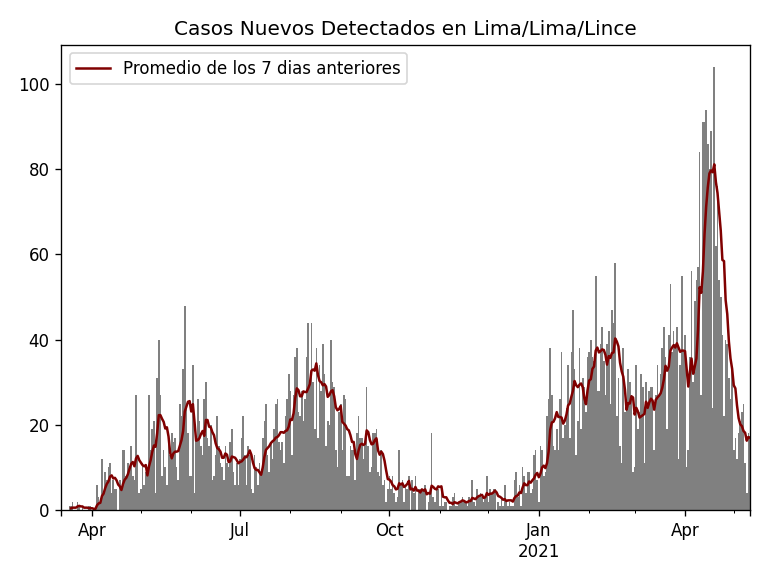 Casos Nuevos Detectados en Lima/Lima/Lince
Promedio de los 7 dias anteriores
100
80
60
40
20
0
Apr
Jul
Oct
Jan
2021
Apr